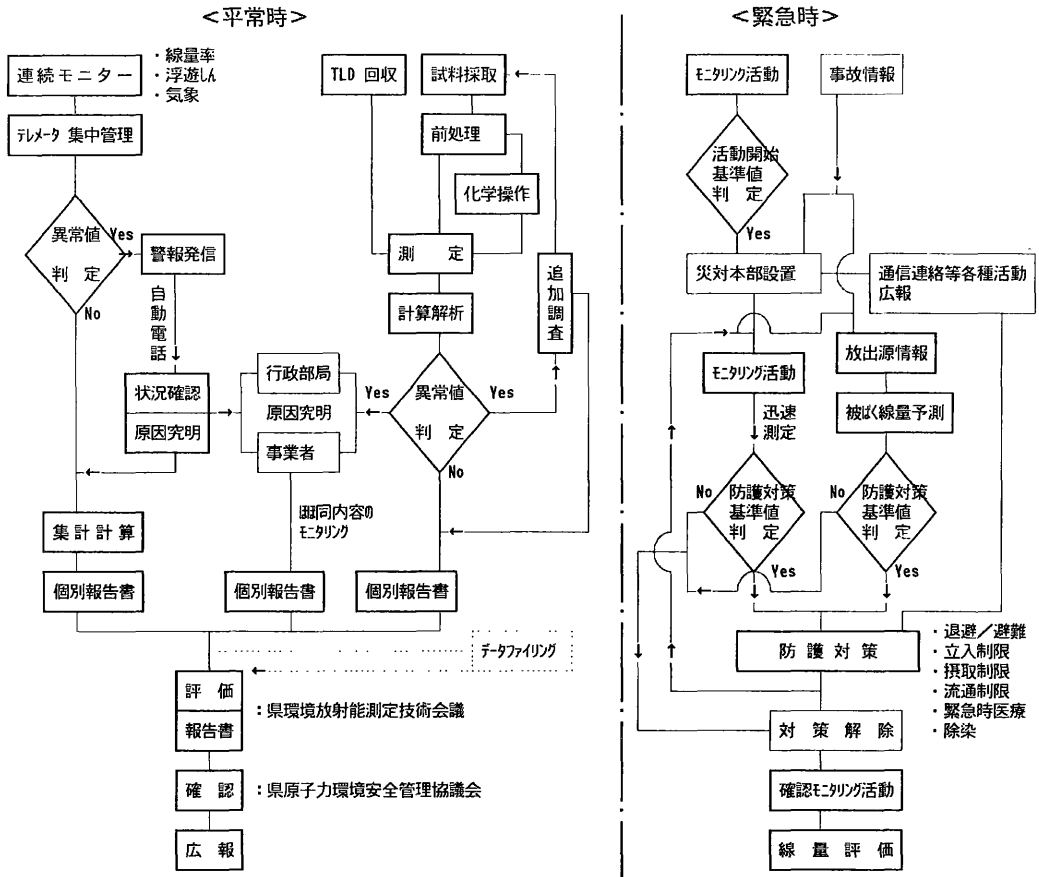 ＜平常時＞
連続モニター
・線量率
・浮遊じん
・気象
テレメータ 集中管理
異常値
判　定
Yes
No
警報発信
自動電話
状況確認
原因究明
集計計算
個別報告書
TLD 回収
試料採取
前処理
化学操作
測　定
計算解析
追加調査
異常値
判　定
Yes
Yes
No
行政部局
原因究明
事業者
ほぼ同内容の
モニタリング
個別報告書
個別報告書
データファイリング
評　価
報告書
：県環境放射能測定技術会議
確　認
：県原子力環境安全管理協議会
広　報
＜緊急時＞
モニタリング活動
事故情報
活動開始
基準値
判　定
Yes
災対本部設置
通信連絡等各種活動
広報
モニタリング活動
放出源情報
迅速
測定
被ばく線量予測
No
防護対策
基準値
判　定
Yes
No
防護対策
基準値
判　定
Yes
防護対策
・退避／避難
・立入制限
・摂取制限
・流通制限
・緊急時医療
・除染
対策解除
確認モニタリング活動
線量評価